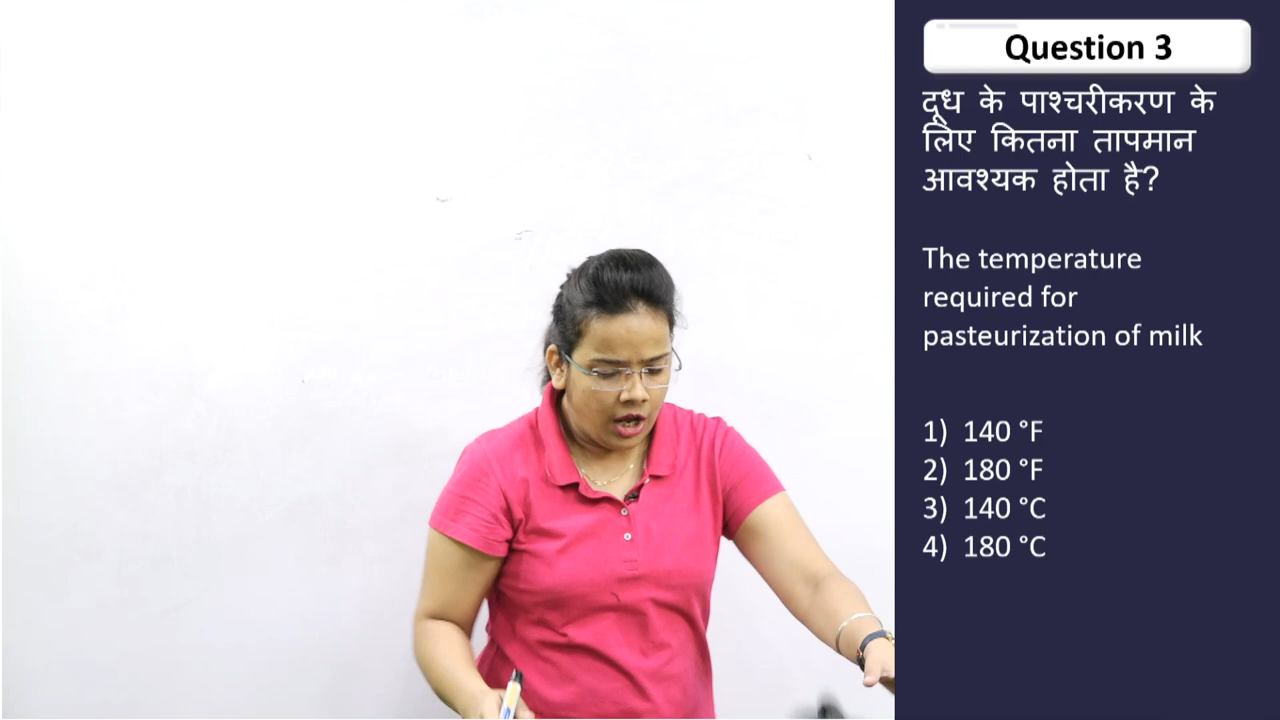 Question 3
दूध के पाश्चरीकरण के
लिए कितना तापमान
आवश्यक होता है?
The temperature
required for
pasteurization of milk
1) 140 °F
2) 180 °F
3) 140 °C
4) 180 °C